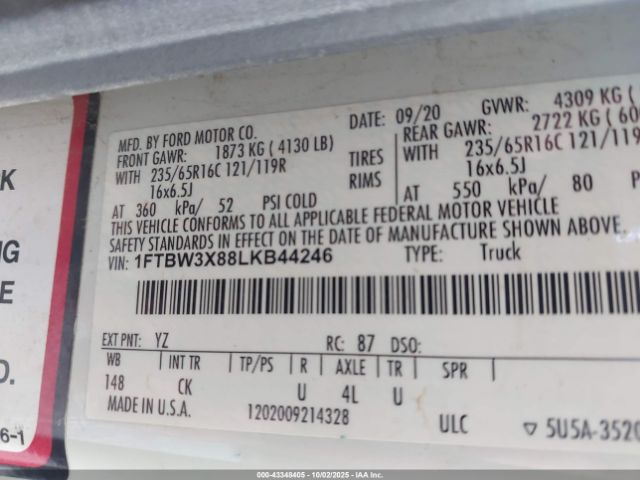 MFD. BY FORD MOTOR CO.
DATE: 09/20 GVWR: 4309 KG (
FRONT GAWR: 1873 KG ( 4130 LB)
REAR GAWR: 2722 KG (
WITH 235/65R16C 121/119R TIRES WITH 235/65R16C 121/119
16x6.5J RIMS 16x6.5J
AT 360 kPa/ 52 PSI COLD AT 550 kPa/ 80
THIS VEHICLE CONFORMS TO ALL APPLICABLE FEDERAL MOTOR VEHICLE
SAFETY STANDARDS IN EFFECT ON THE DATE OF MANUFACTURE SHOWN ABOVE.
VIN: 1FTBW3X88LKB44246 TYPE: Truck
EXT PNT: YZ RC: 87 DSO:
WB INT TR TP/PS R AXLE TR SPR
148 CK U 4L U
MADE IN U.S.A. 1202009214328 ULC ▽ 5U5A-3520
RK
NG
E
D.
6-1
000-43348405 - 10/02/2025 - IAA Inc.